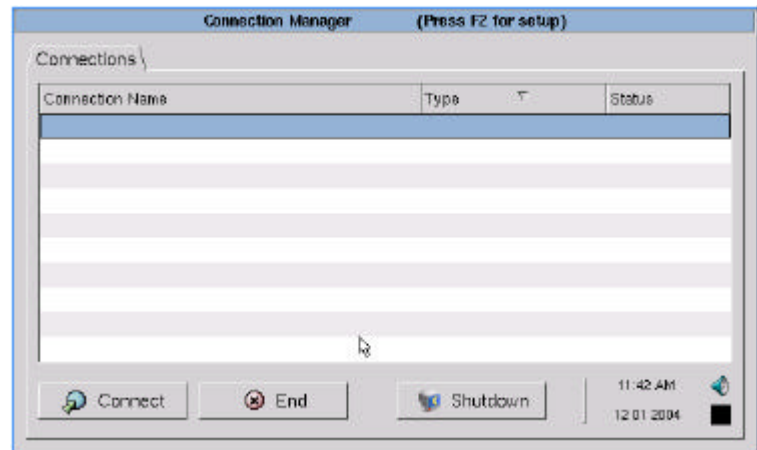 Connection Manager (Press F2 for setup)
Connections
Connection Name Type Status
Connect End Shutdown 11:42 AM
12 01 2004